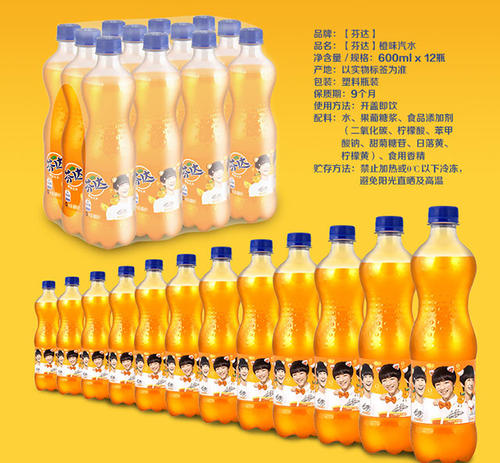 品牌：【芬达】
品名：【芬达】橙味汽水
净含量/规格：600ml x 12瓶
产地：以实物标签为准
包装：塑料瓶装
保质期：9个月
使用方法：开盖即饮
配料：水、果葡糖浆、食品添加剂
（二氧化碳、柠檬酸、苯甲
酸钠、甜菊糖苷、日落黄、
柠檬黄）、食用香精
贮存方法：禁止加热或0℃以下冷冻，
避免阳光直晒及高温
芬达
芬达
芬达